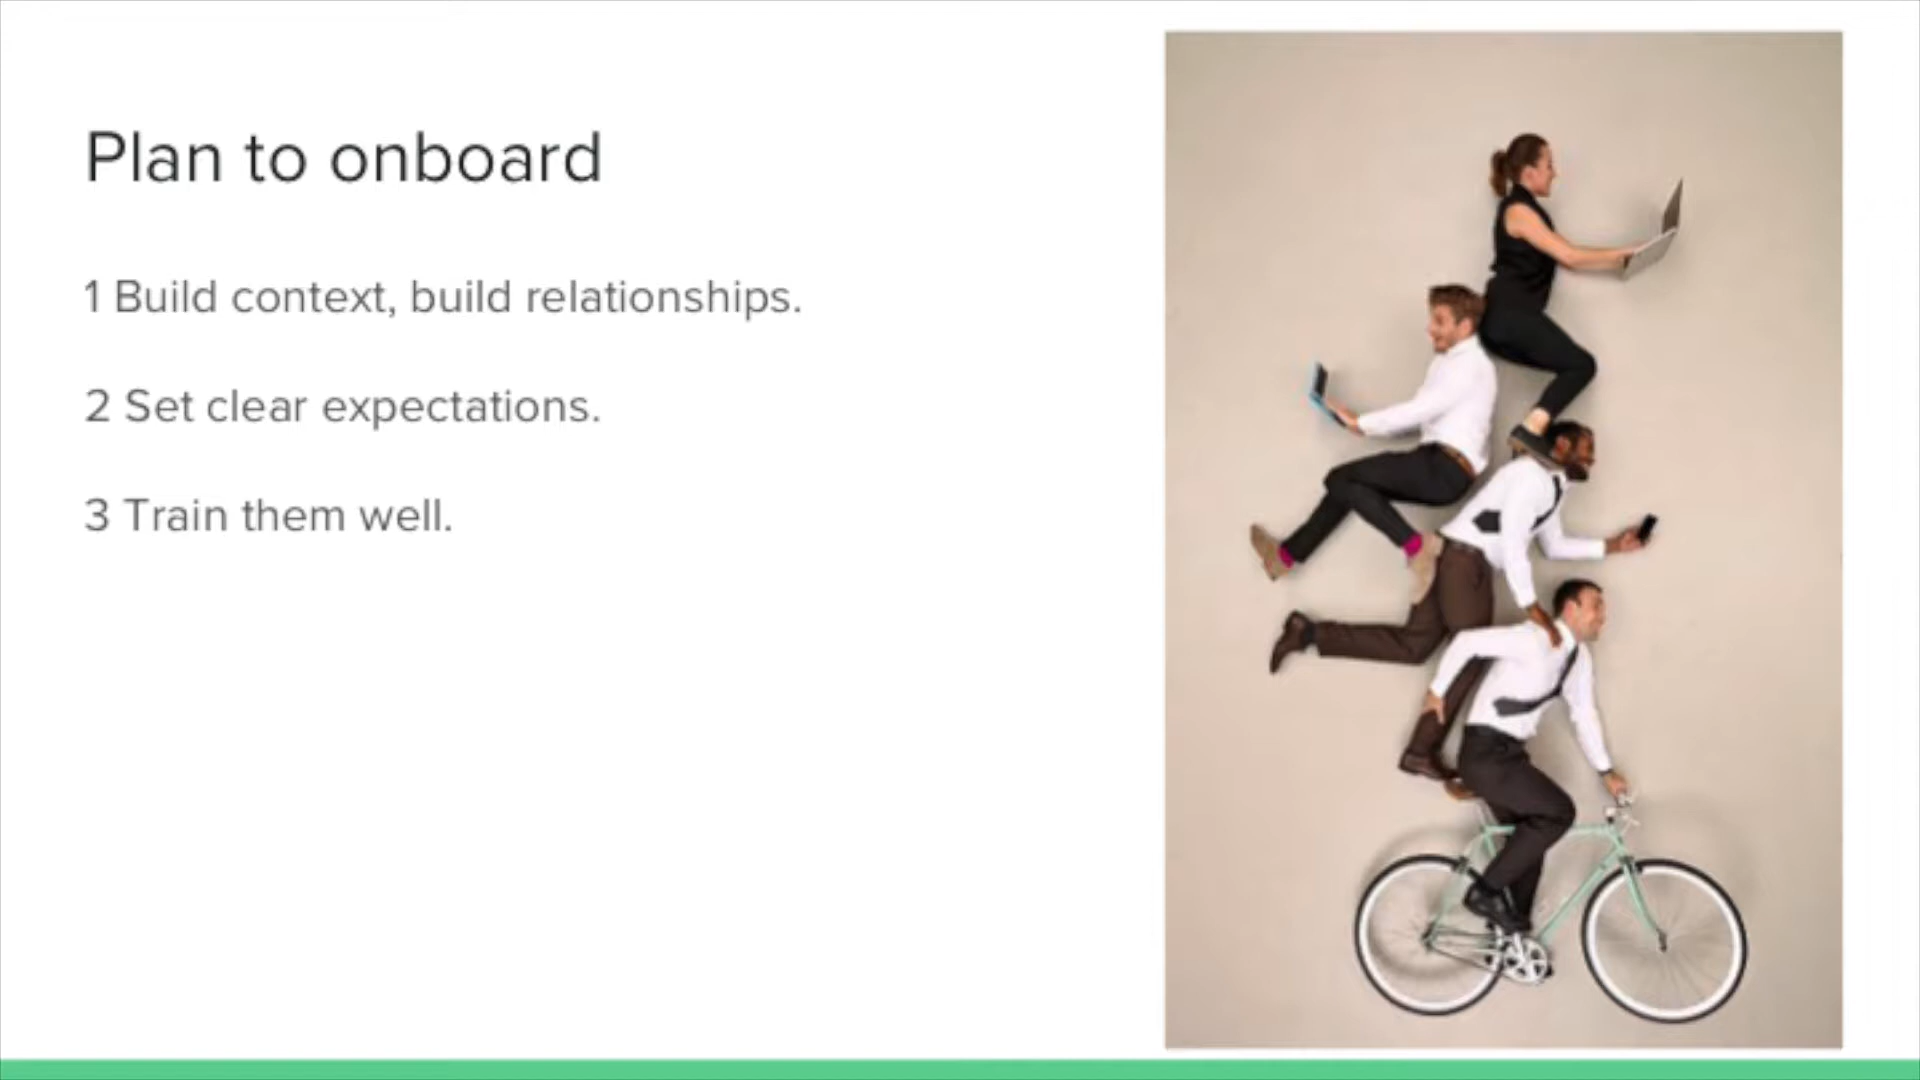 Plan to onboard
1 Build context, build relationships.
2 Set clear expectations.
3 Train them well.